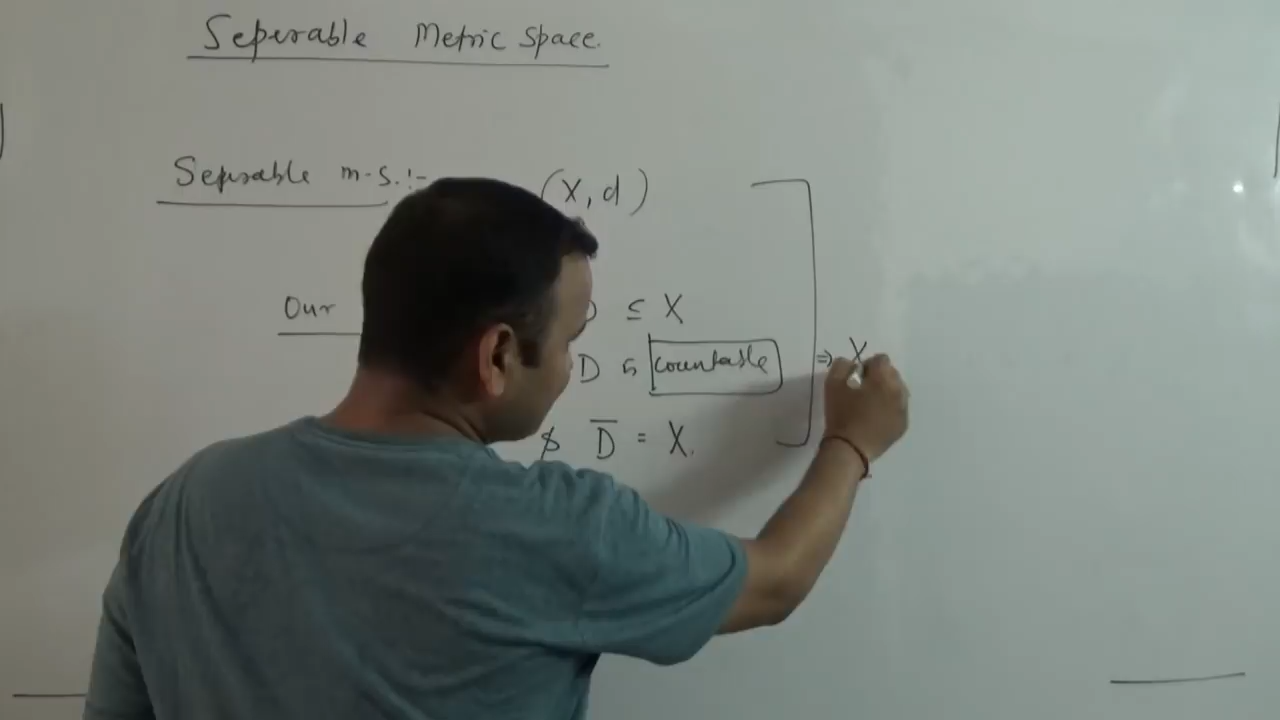 Seperable Metric Space.
Seperable m.S.:- (X, d)
Our ⊆ X
D is countable ⇒ X
& D̅ = X.